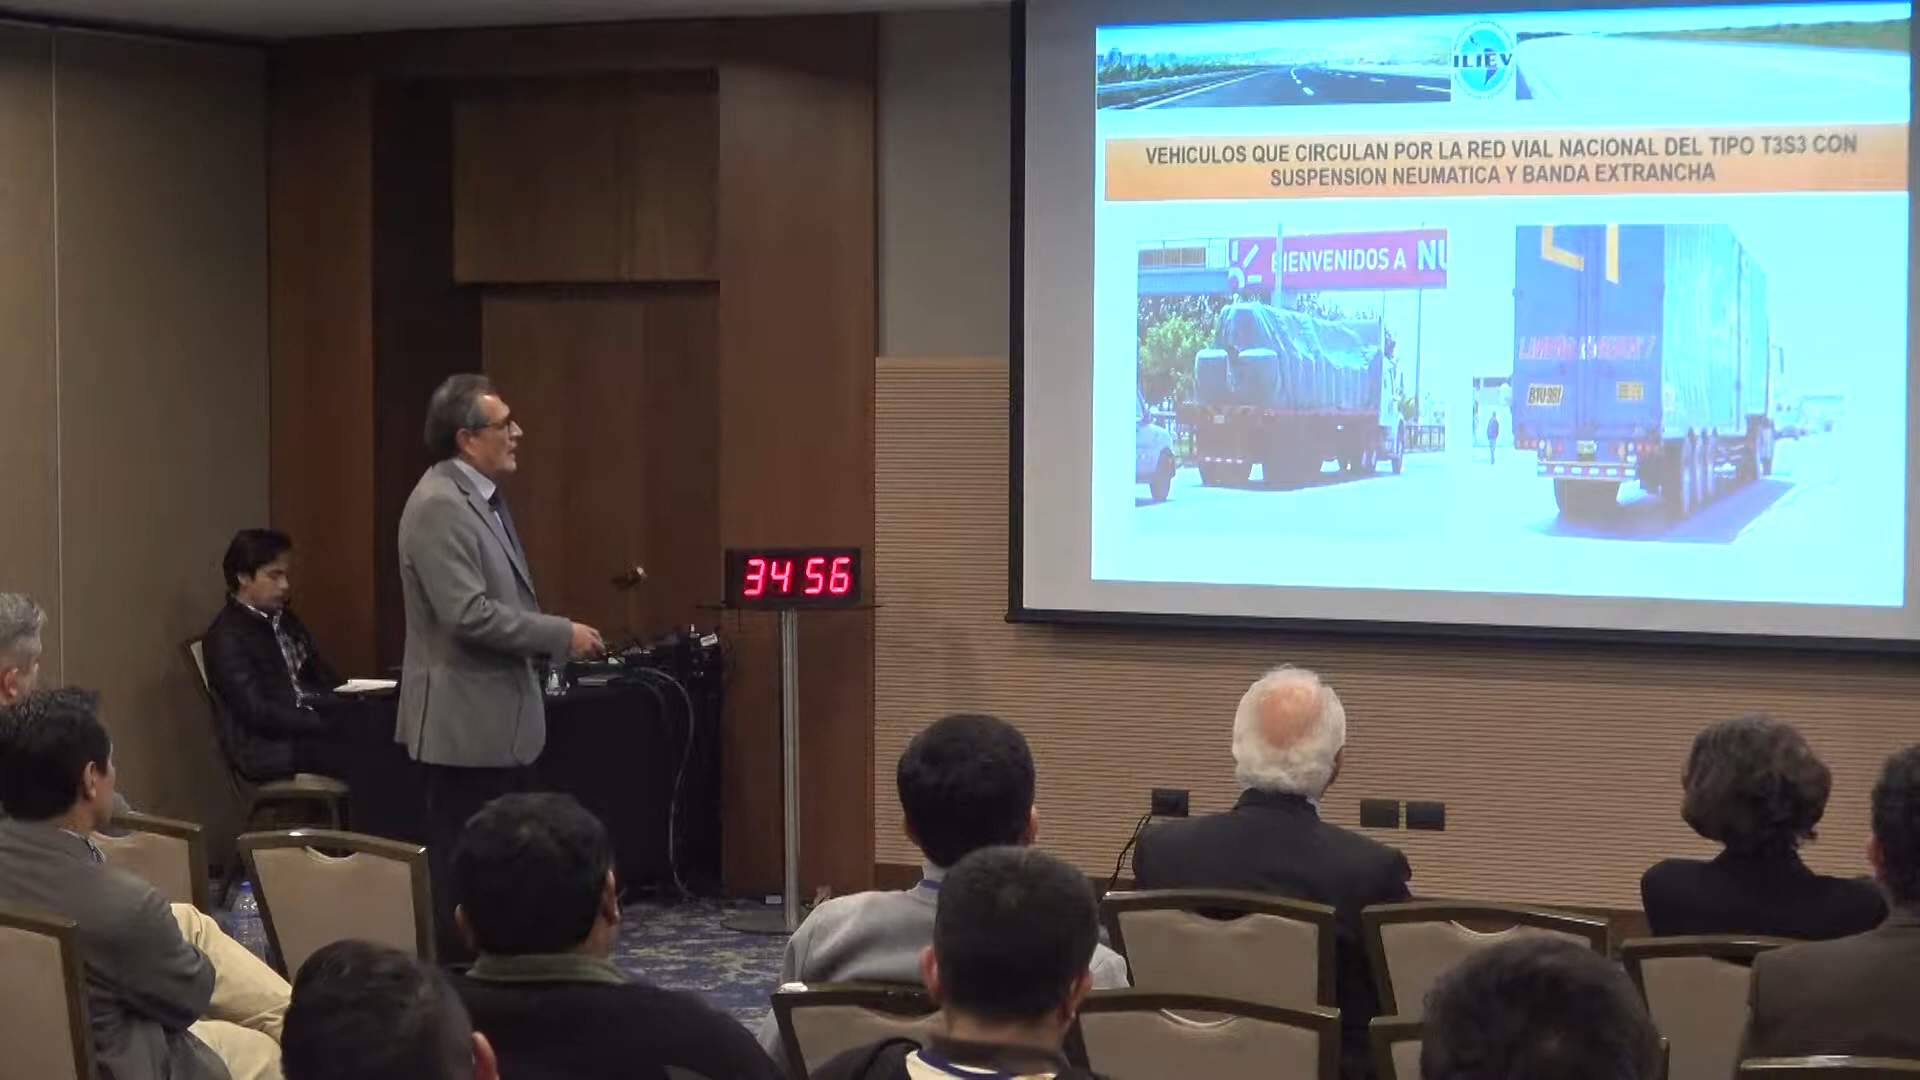 ILIEV
VEHICULOS QUE CIRCULAN POR LA RED VIAL NACIONAL DEL TIPO T3S3 CON
SUSPENSION NEUMATICA Y BANDA EXTRANCHA
BIENVENIDOS A NU
34 56